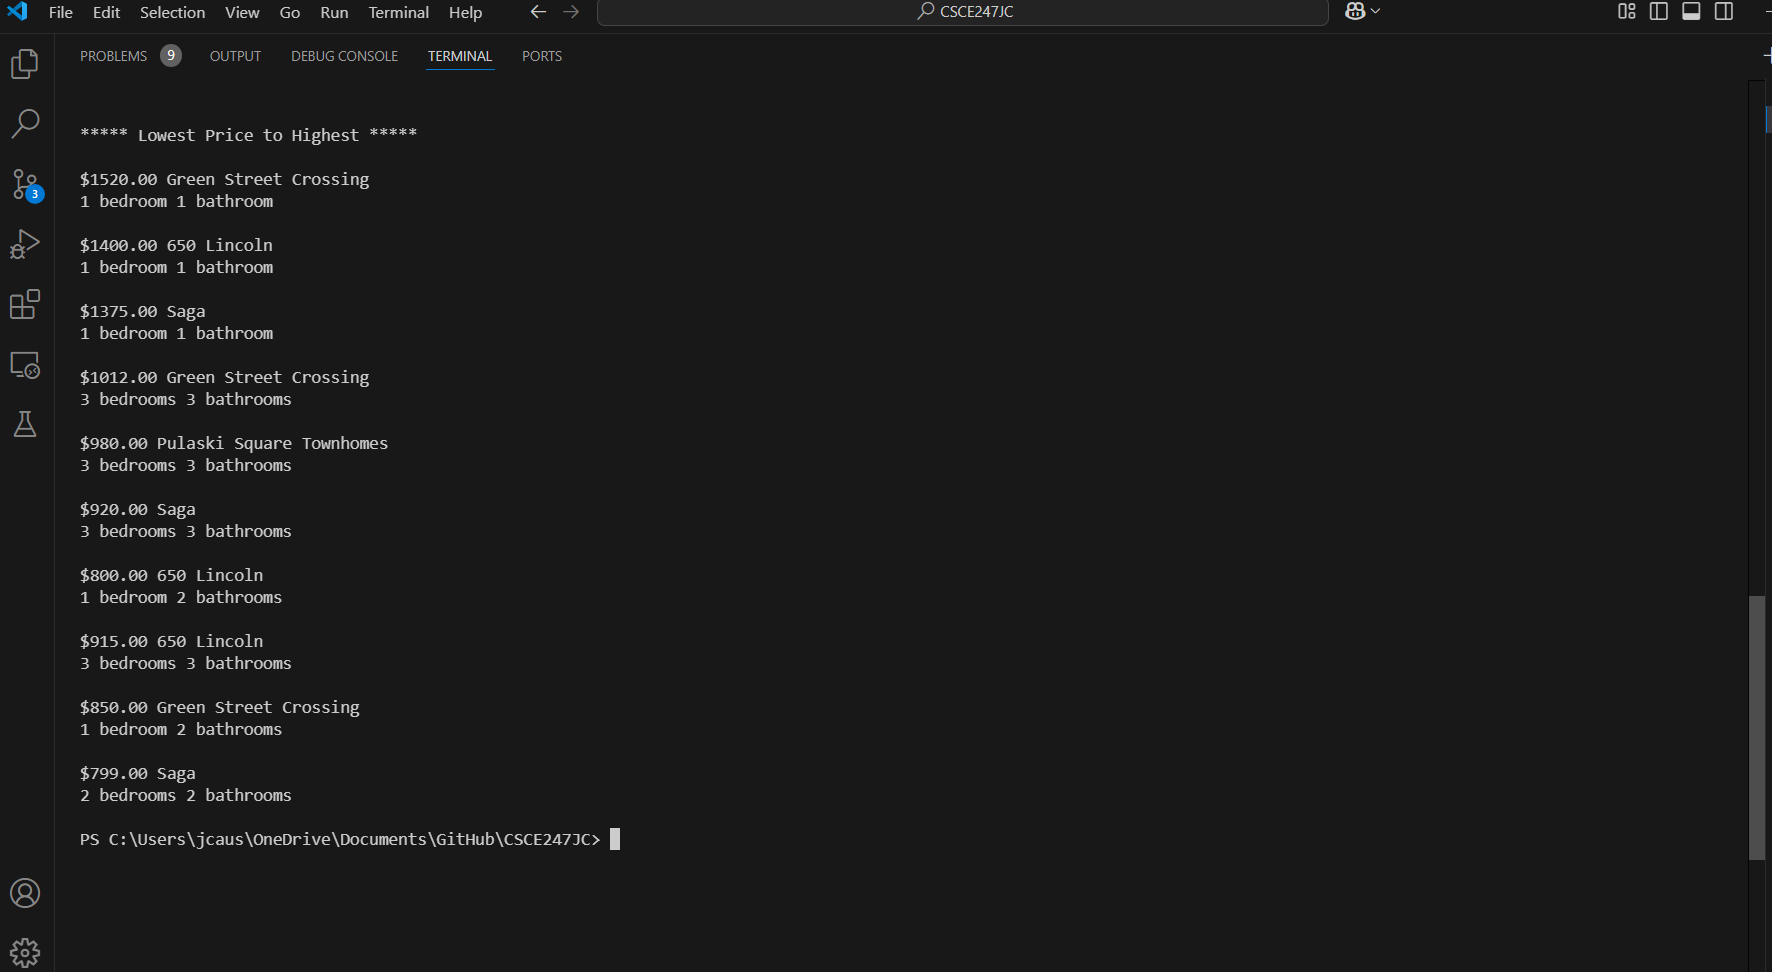 File Edit Selection View Go Run Terminal Help
CSCE247JC
PROBLEMS 9 OUTPUT DEBUG CONSOLE TERMINAL PORTS
***** Lowest Price to Highest *****
$1520.00 Green Street Crossing
1 bedroom 1 bathroom
$1400.00 650 Lincoln
1 bedroom 1 bathroom
$1375.00 Saga
1 bedroom 1 bathroom
$1012.00 Green Street Crossing
3 bedrooms 3 bathrooms
$980.00 Pulaski Square Townhomes
3 bedrooms 3 bathrooms
$920.00 Saga
3 bedrooms 3 bathrooms
$800.00 650 Lincoln
1 bedroom 2 bathrooms
$915.00 650 Lincoln
3 bedrooms 3 bathrooms
$850.00 Green Street Crossing
1 bedroom 2 bathrooms
$799.00 Saga
2 bedrooms 2 bathrooms
PS C:\Users\jcaus\OneDrive\Documents\GitHub\CSCE247JC>
3